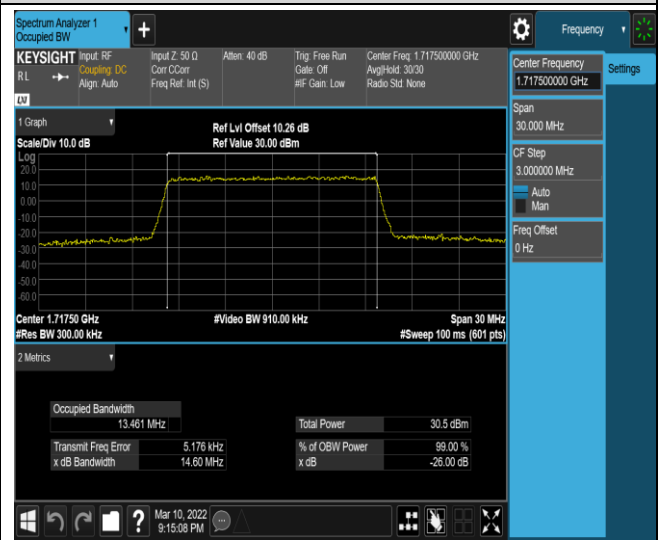 Spectrum Analyzer 1
Occupied BW
+
Frequency
KEYSIGHT Input: RF Input Z: 50 Ω Atten: 40 dB Trig: Free Run Center Freq: 1.717500000 GHz
RL Coupling: DC Corr CCorr Gate: Off Avg|Hold: 30/30
Align: Auto Freq Ref: Int (S) #IF Gain: Low Radio Std: None
LXI
Center Frequency
1.717500000 GHz
Settings
Span
30.000 MHz
CF Step
3.000000 MHz
Auto
Man
Freq Offset
0 Hz
1 Graph
Ref Lvl Offset 10.26 dB
Scale/Div 10.0 dB Ref Value 30.00 dBm
Log
20.0
10.0
0.00
-10.0
-20.0
-30.0
-40.0
-50.0
-60.0
Center 1.71750 GHz #Video BW 910.00 kHz Span 30 MHz
#Res BW 300.00 kHz #Sweep 100 ms (601 pts)
2 Metrics
Occupied Bandwidth
13.461 MHz Total Power 30.5 dBm
Transmit Freq Error 5.176 kHz % of OBW Power 99.00 %
x dB Bandwidth 14.60 MHz x dB -26.00 dB
? Mar 10, 2022
9:15:08 PM